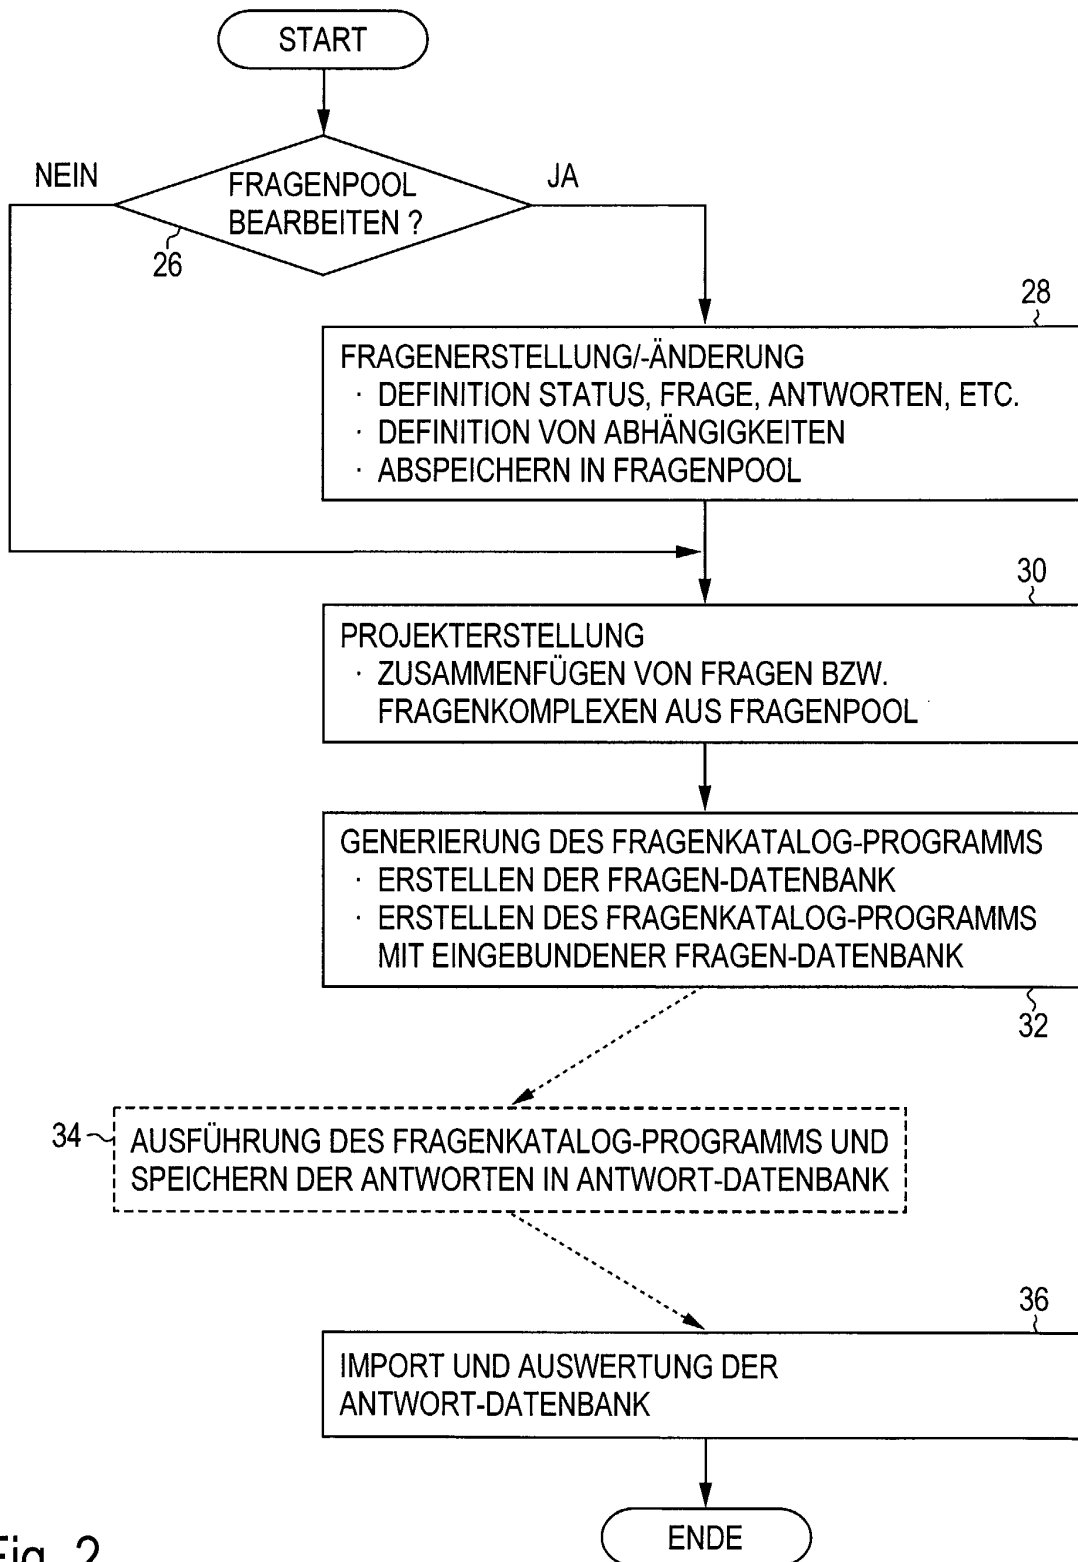 START
NEIN
JA
FRAGENPOOL
BEARBEITEN ?
26
28
FRAGENERSTELLUNG/-ÄNDERUNG
· DEFINITION STATUS, FRAGE, ANTWORTEN, ETC.
· DEFINITION VON ABHÄNGIGKEITEN
· ABSPEICHERN IN FRAGENPOOL
30
PROJEKTERSTELLUNG
· ZUSAMMENFÜGEN VON FRAGEN BZW.
FRAGENKOMPLEXEN AUS FRAGENPOOL
GENERIERUNG DES FRAGENKATALOG-PROGRAMMS
· ERSTELLEN DER FRAGEN-DATENBANK
· ERSTELLEN DES FRAGENKATALOG-PROGRAMMS
MIT EINGEBUNDENER FRAGEN-DATENBANK
32
34
AUSFÜHRUNG DES FRAGENKATALOG-PROGRAMMS UND
SPEICHERN DER ANTWORTEN IN ANTWORT-DATENBANK
36
IMPORT UND AUSWERTUNG DER
ANTWORT-DATENBANK
ENDE
Fig. 2